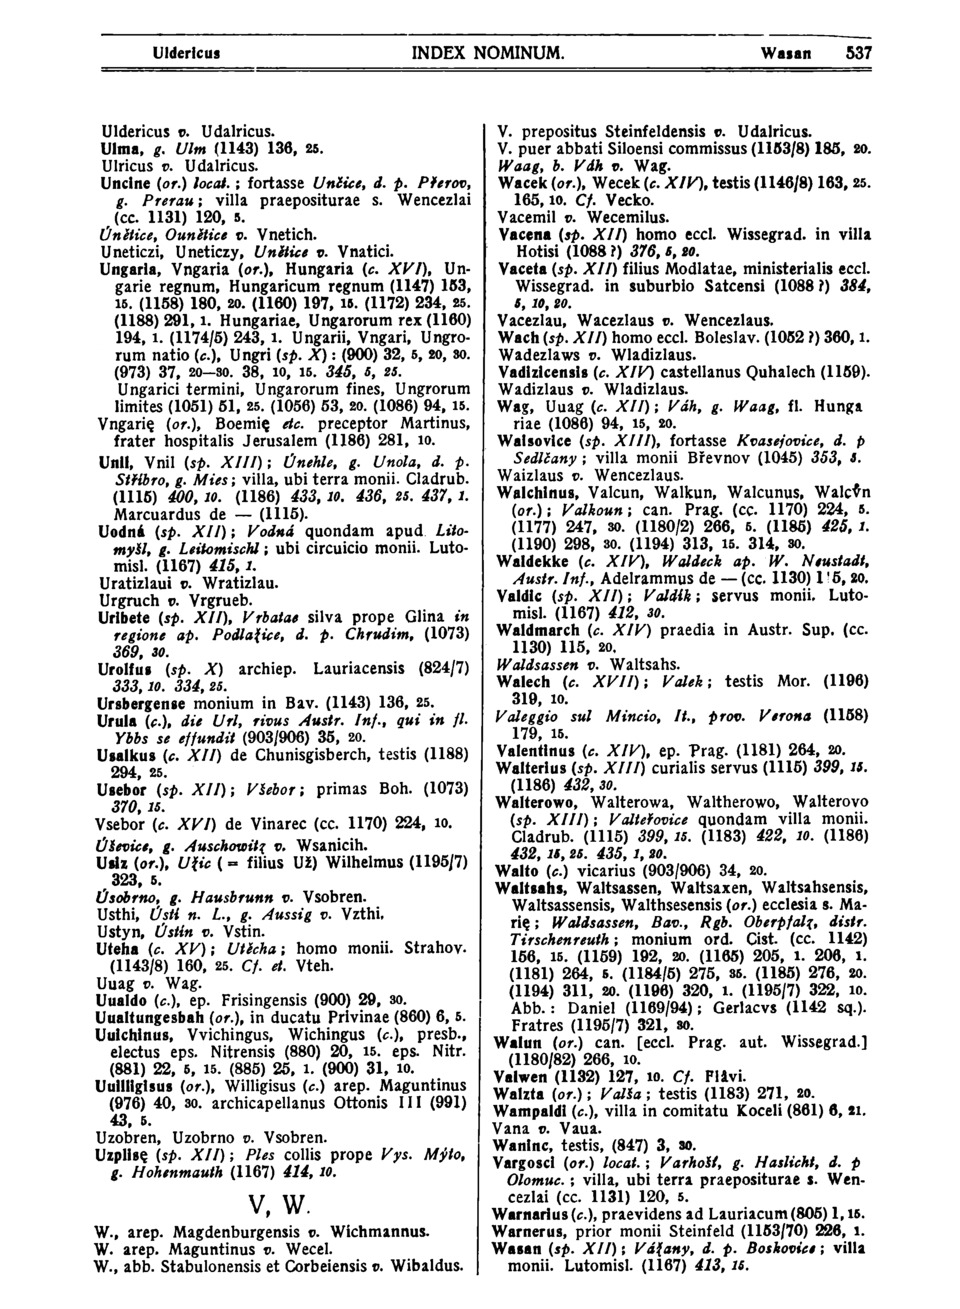 Uldericus INDEX NOMINUM. Wasan 537
Uldericus v. Udalricus.
Ulma, g. Ulm (1143) 136, 25.
Ulricus v. Udalricus.
Uncine (or.) locat. ; fortasse Unčice, d. p. Přerov,
g. Prerau ; villa praepositurae s. Wencezlai
(cc. 1131) 120, 5.
Únětice, Ounětice v. Vnetich.
Uneticzi, Uneticzy, Unětice v. Vnatici.
Ungaria, Vngaria (or.), Hungaria (c. XVI), Un-
garie regnum, Hungaricum regnum (1147) 153,
15. (1158) 180, 20. (1160) 197, 15. (1172) 234, 25.
(1188) 291, 1. Hungariae, Ungarorum rex (1160)
194, 1. (1174/5) 243, 1. Ungarii, Vngari, Ungro-
rum natio (c.), Ungri (sp. X) : (900) 32, 5, 20, 30.
(973) 37, 20—30. 38, 10, 15. 345, 5, 25.
Ungarici termini, Ungarorum fines, Ungrorum
limites (1051) 51, 25. (1056) 53, 20. (1086) 94, 15.
Vngarię (or.), Boemię etc. preceptor Martinus,
frater hospitalis Jerusalem (1186) 281, 10.
Unil, Vnil (sp. XIII) ; Únehle, g. Unola, d. p.
Stříbro, g. Mies ; villa, ubi terra monii. Cladrub.
(1115) 400, 10. (1186) 433, 10. 436, 25. 437, 1.
Marcuardus de — (1115).
Uodná (sp. XII) ; Vodná quondam apud Lito-
myšl, g. Leitomischl ; ubi circuicio monii. Luto-
misl. (1167) 415, 1.
Uratizlaui v. Wratizlau.
Urgruch v. Vrgrueb.
Uribete (sp. XII), Vrbatae silva prope Glina in
regione ap. Podlažice, d. p. Chrudim, (1073)
369, 30.
Urolfus (sp. X) archiep. Lauriacensis (824/7)
333, 10. 334, 25.
Ursbergense monium in Bav. (1143) 136, 25.
Urula (c.), die Url, rivus Austr. Inf., qui in fl.
Ybbs se effundit (903/906) 35, 20.
Usalkus (c. XII) de Chunisgisberch, testis (1188)
294, 25.
Usebor (sp. XII) ; Všebor ; primas Boh. (1073)
370, 15.
Vsebor (c. XVI) de Vinarec (cc. 1170) 224, 10.
Úševice, g. Auschowitz v. Wsanicih.
Usiz (or.), Užic ( = filius Už) Wilhelmus (1195/7)
323, 5.
Úsobrno, g. Hausbrunn v. Vsobren.
Usthi, Ústí n. L., g. Aussig v. Vzthi.
Ustyn, Ústín v. Vstin.
Uteha (c. XV) ; Utěcha ; homo monii. Strahov.
(1143/8) 160, 25. Cf. et. Vteh.
Uuag v. Wag.
Uualdo (c.), ep. Frisingensis (900) 29, 30.
Uualtungesbah (or.), in ducatu Privinae (860) 6, 5.
Uuichinus, Vvichingus, Wichingus (c.), presb.,
electus eps. Nitrensis (880) 20, 15. eps. Nitr.
(881) 22, 5, 15. (885) 25, 1. (900) 31, 10.
Uuilligisus (or.), Willigisus (c.) arep. Maguntinus
(976) 40, 30. archicapellanus Ottonis III (991)
43, 5.
Uzobren, Uzobrno v. Vsobren.
Uzplisę (sp. XII) ; Ples collis prope Vys. Mýto,
g. Hohenmauth (1167) 414, 10.
V, W.
W., arep. Magdenburgensis v. Wichmannus.
W. arep. Maguntinus v. Wecel.
W., abb. Stabulonensis et Corbeiensis v. Wibaldus.
V. prepositus Steinfeldensis v. Udalricus.
V. puer abbati Siloensi commissus (1153/8) 185, 20.
Waag, b. Váh v. Wag.
Wacek (or.), Wecek (c. XIV), testis (1146/8) 163, 25.
165, 10. Cf. Vecko.
Vacemil v. Wecemilus.
Vacena (sp. XII) homo eccl. Wissegrad. in villa
Hotisi (1088 ?) 376, 5, 20.
Vaceta (sp. XII) filius Modlatae, ministerialis eccl.
Wissegrad. in suburbio Satcensi (1088 ?) 384,
5, 10, 20.
Vacezlau, Wacezlaus v. Wencezlaus.
Wach (sp. XII) homo eccl. Boleslav. (1052 ?) 360, 1.
Wadezlaws v. Wladizlaus.
Vadizicensis (c. XIV) castellanus Quhalech (1159).
Wadizlaus v. Wladizlaus.
Wag, Uuag (c. XII) ; Váh, g. Waag, fl. Hunga
riae (1086) 94, 15, 20.
Walsovice (sp. XIII), fortasse Kvasejovice, d. p
Sedlčany ; villa monii Břevnov (1045) 353, 5.
Waizlaus v. Wencezlaus.
Walchinus, Valcun, Walkun, Walcunus, Walcvn
(or.) ; Valkoun ; can. Prag. (cc. 1170) 224, 5.
(1177) 247, 30. (1180/2) 266, 5. (1185) 425, 1.
(1190) 298, 30. (1194) 313, 15. 314, 30.
Waldekke (c. XIV), Waldeck ap. W. Neustadt,
Austr. Inf., Adelrammus de — (cc. 1130) 1!5, 20.
Valdic (sp. XII) ; Valdík ; servus monii. Luto-
misl. (1167) 412, 30.
Waldmarch (c. XIV) praedia in Austr. Sup. (cc.
1130) 115, 20.
Waldsassen v. Waltsahs.
Walech (c. XVII) ; Valek ; testis Mor. (1196)
319, 10.
Valeggio sul Mincio, It., prov. Verona (1158)
179, 15.
Valentinus (c. XIV), ep. Prag. (1181) 264, 20.
Walterius (sp. XIII) curialis servus (1115) 399, 15.
(1186) 432, 30.
Walterowo, Walterowa, Waltherowo, Walterovo
(sp. XIII) ; Valteřovice quondam villa monii.
Cladrub. (1115) 399, 15. (1183) 422, 10. (1186)
432, 15, 25. 435, 1, 20.
Walto (c.) vicarius (903/906) 34, 20.
Waltsahs, Waltsassen, Waltsaxen, Waltsahsensis,
Waltsassensis, Walthsesensis (or.) ecclesia s. Ma-
rię ; Waldsassen, Bav., Rgb. Oberpfalz, distr.
Tirschenreuth ; monium ord. Cist. (cc. 1142)
156, 15. (1159) 192, 20. (1165) 205, 1. 206, 1.
(1181) 264, 5. (1184/5) 275, 35. (1185) 276, 20.
(1194) 311, 20. (1196) 320, 1. (1195/7) 322, 10.
Abb. : Daniel (1169/94) ; Gerlacvs (1142 sq.).
Fratres (1195/7) 321, 30.
Walun (or.) can. [eccl. Prag. aut. Wissegrad.]
(1180/82) 266, 10.
Valwen (1132) 127, 10. Cf. Flavi.
Walzta (or.) ; Valša ; testis (1183) 271, 20.
Wampaldi (c.), villa in comitatu Koceli (861) 6, 21.
Vana v. Vaua.
Waninc, testis, (847) 3, 30.
Vargosci (or.) locat. ; Varhošť, g. Haslicht, d. p
Olomuc. ; villa, ubi terra praepositurae s. Wen-
cezlai (cc. 1131) 120, 5.
Warnarius (c.), praevidens ad Lauriacum (805) 1, 15.
Warnerus, prior monii Steinfeld (1153/70) 226, 1.
Wasan (sp. XII) ; Vážany, d. p. Boskovice ; villa
monii. Lutomisl. (1167) 413, 15.